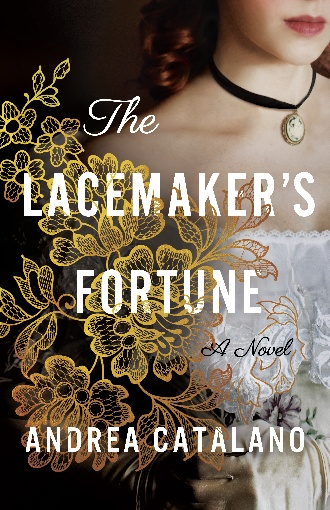 The
LACEMAKER'S
FORTUNE
A Novel
ANDREA CATALANO